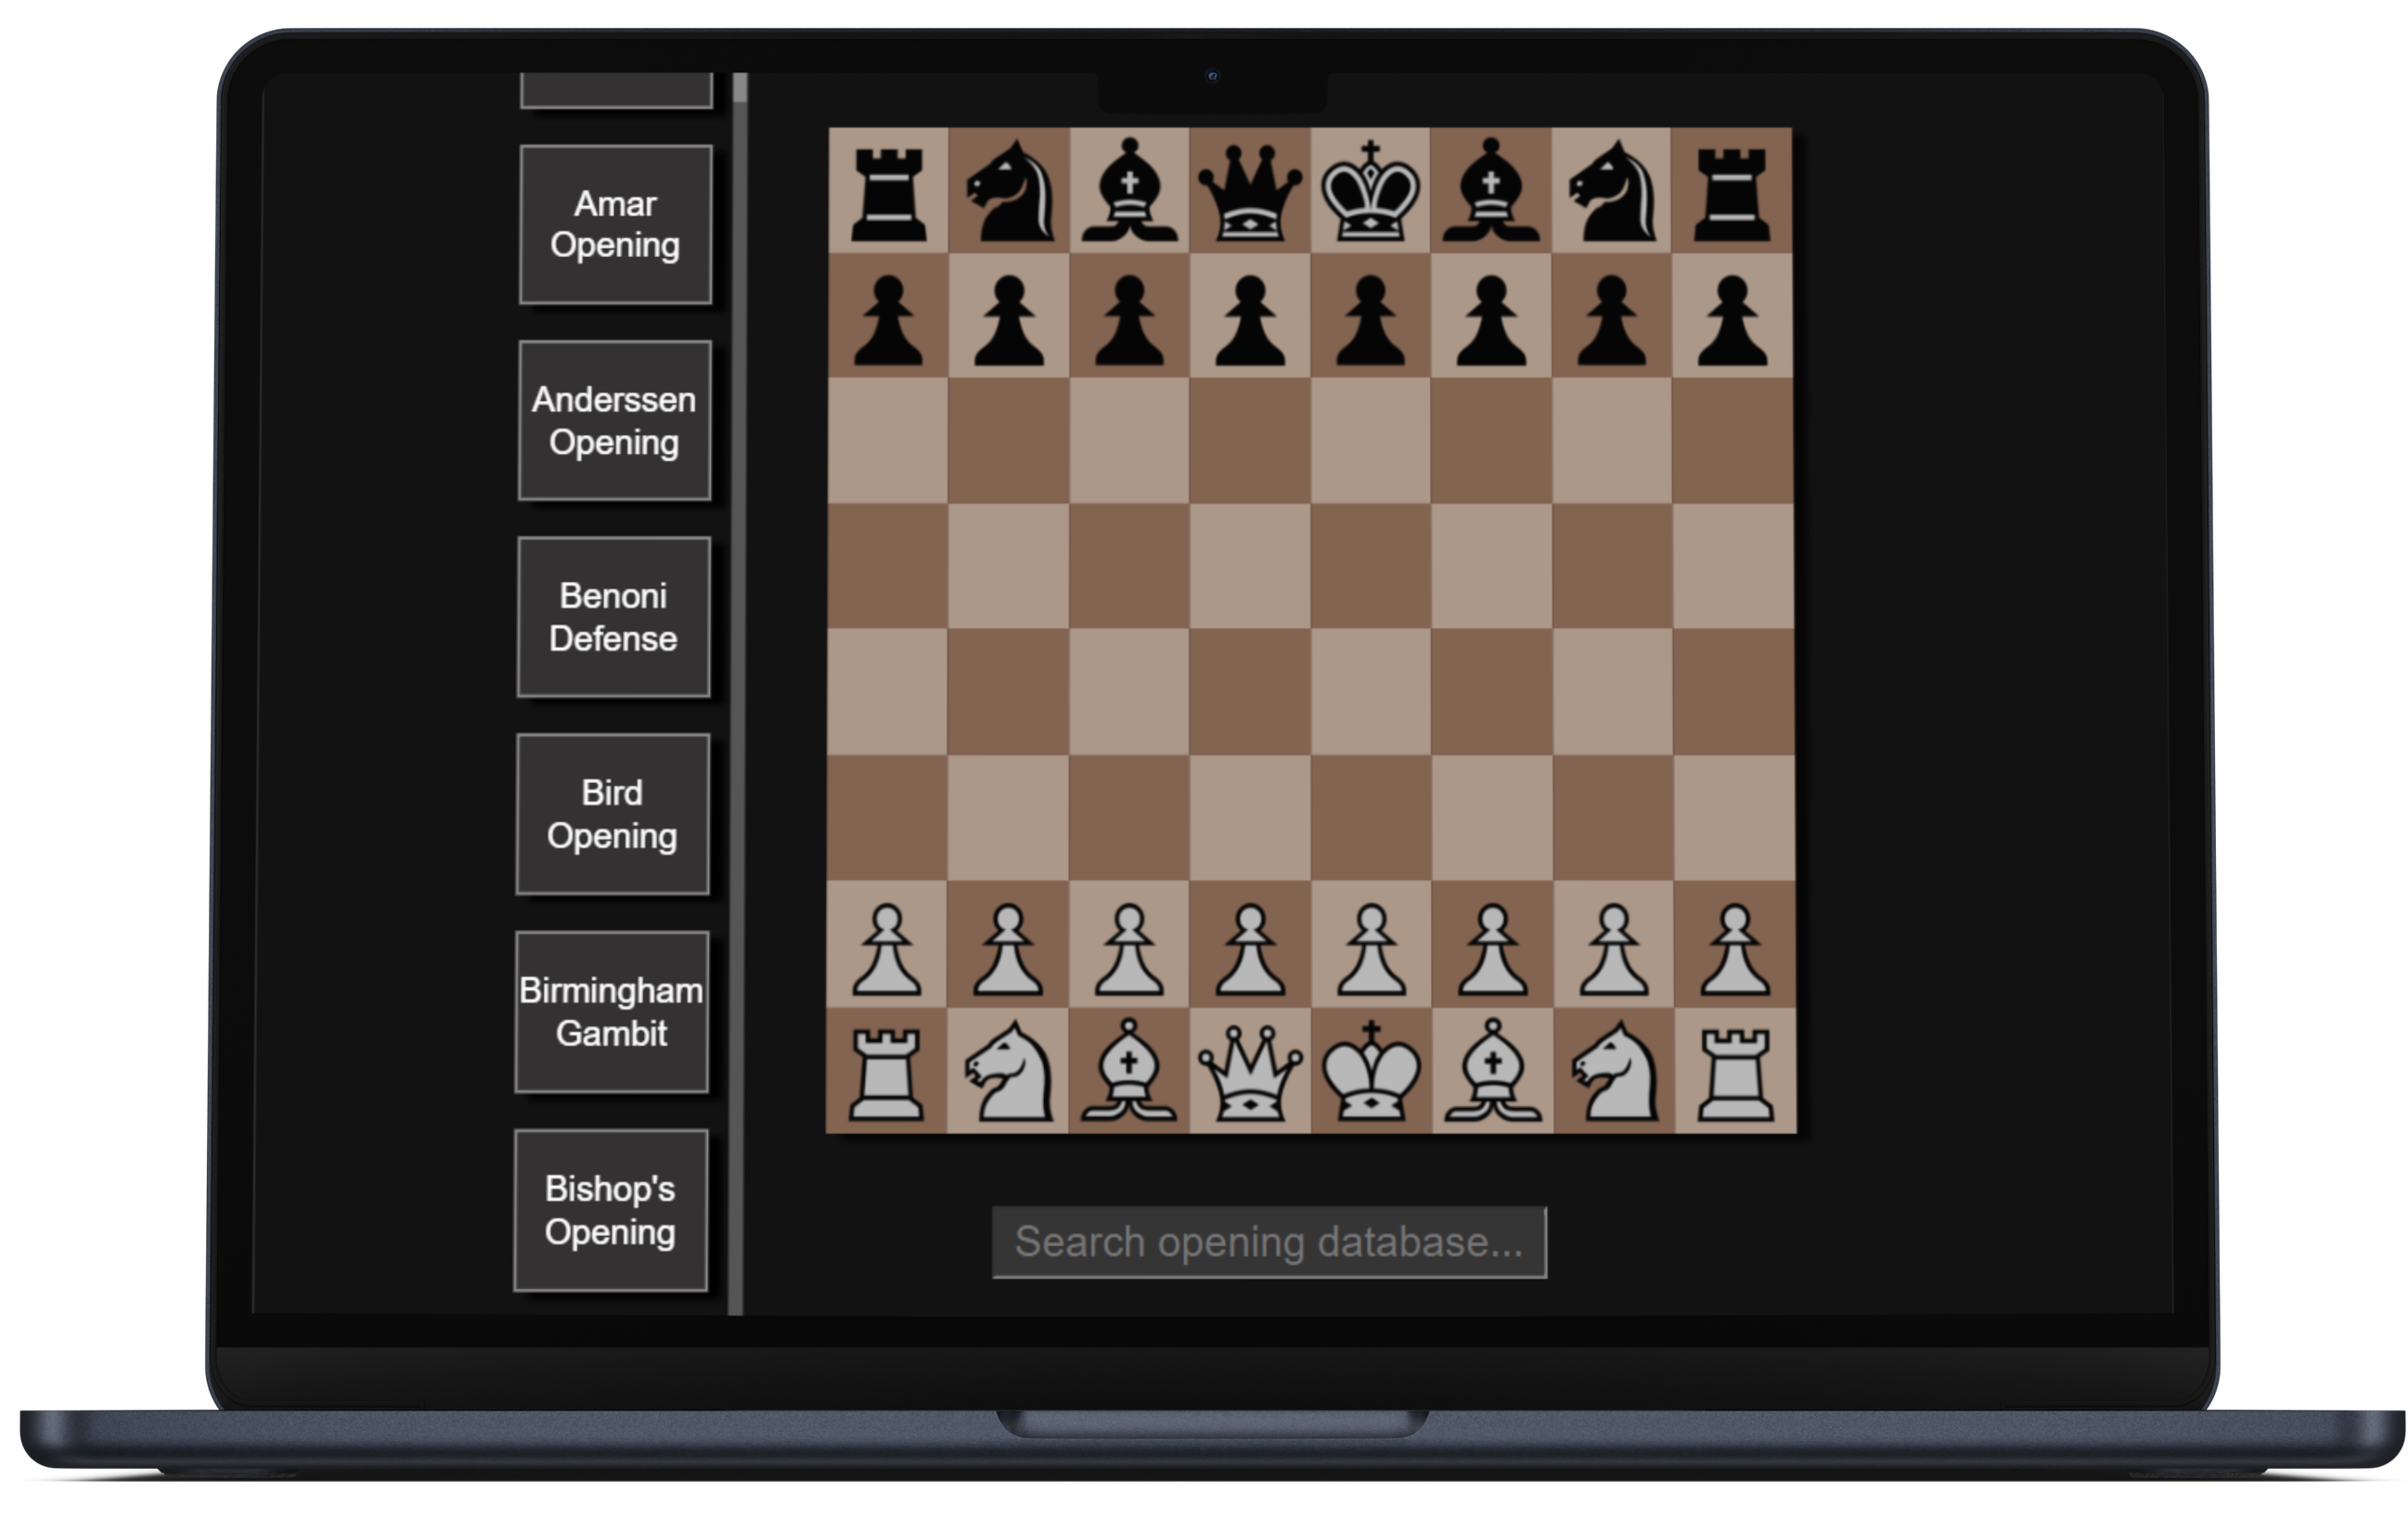 Amar
Opening
Anderssen
Opening
Benoni
Defense
Bird
Opening
Birmingham
Gambit
Bishop's
Opening
Search opening database...